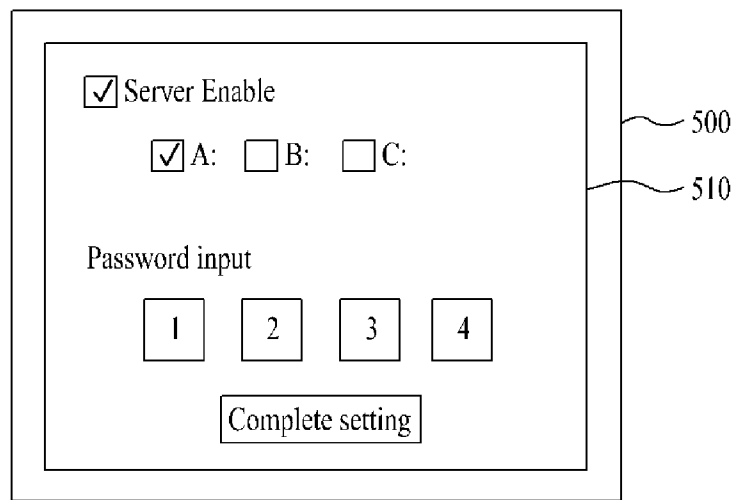 Server Enable
A: B: C:
500
510
Password input
1 2 3 4
Complete setting